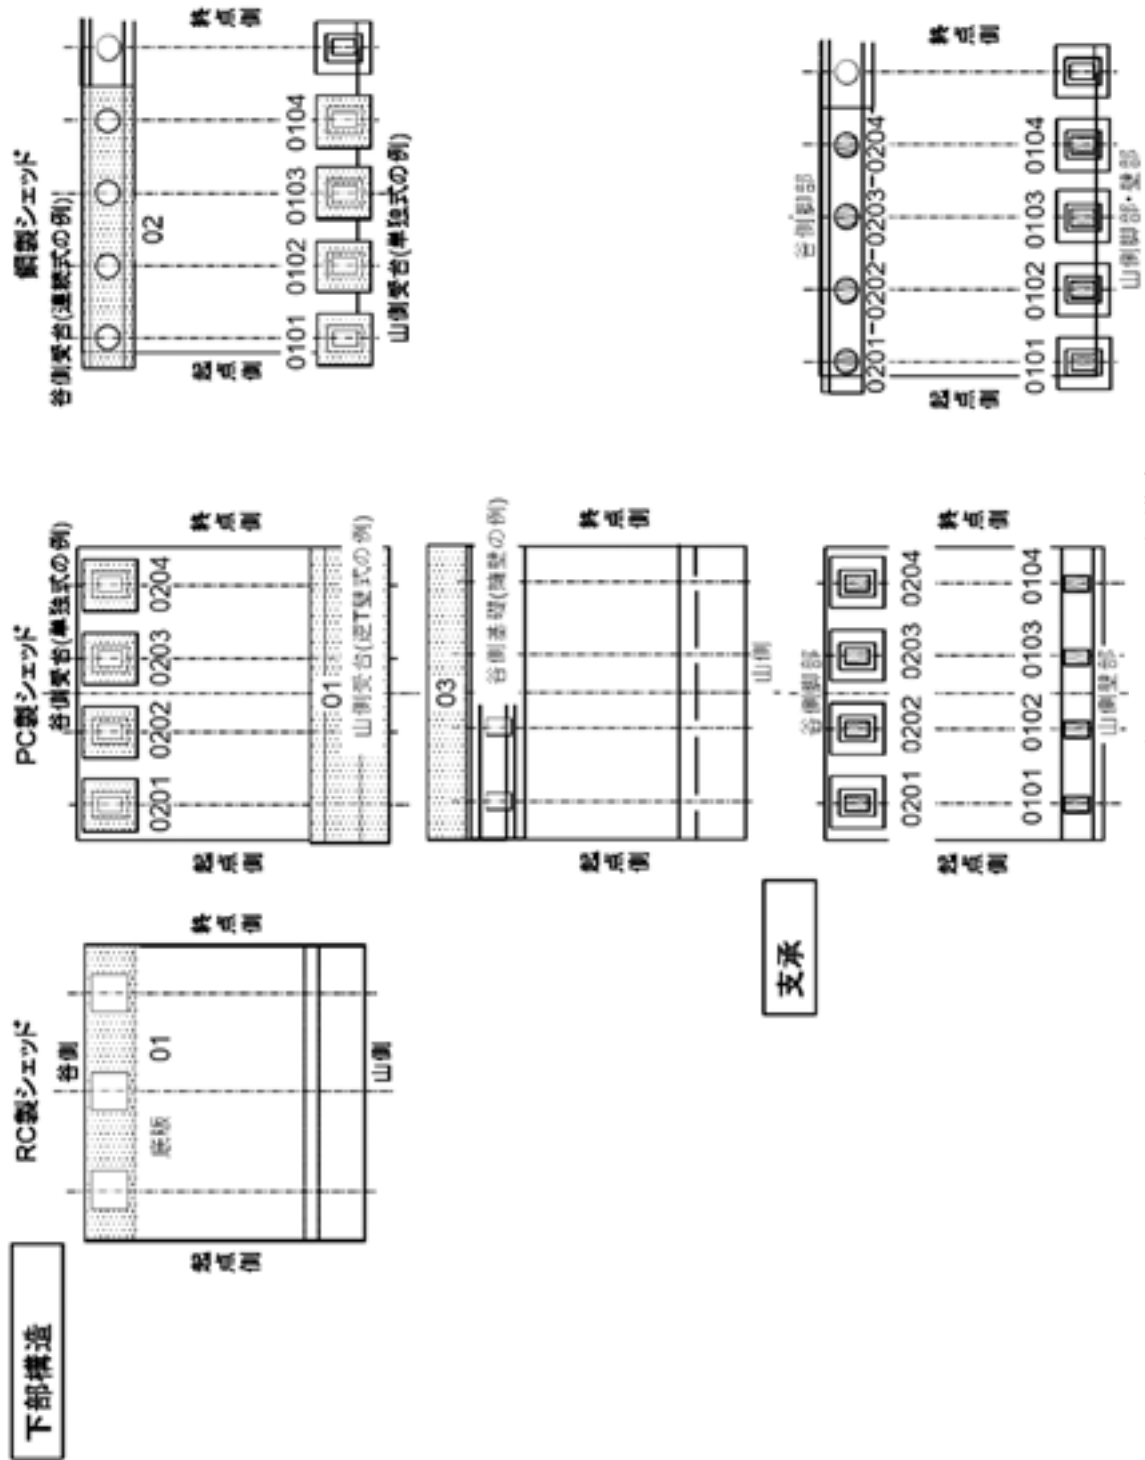 下部構造
RC製シェッド
谷側
起点側
終点側
底版
01
山側
PC製シェッド
谷側受台(単独式の例)
0201
0202
0203
0204
起点側
終点側
01
山側受台(逆T壁式の例)
03
谷側基礎(擁壁の例)
起点側
終点側
山側
鋼製シェッド
谷側受台(連続式の例)
02
起点側
終点側
0101
0102
0103
0104
山側受台(単独式の例)
支承
谷側脚部
0201
0202
0203
0204
起点側
終点側
0101
0102
0103
0104
山側壁部
谷側脚部
0201-0202-0203-0204
起点側
終点側
0101
0102
0103
0104
山側脚部・壁部